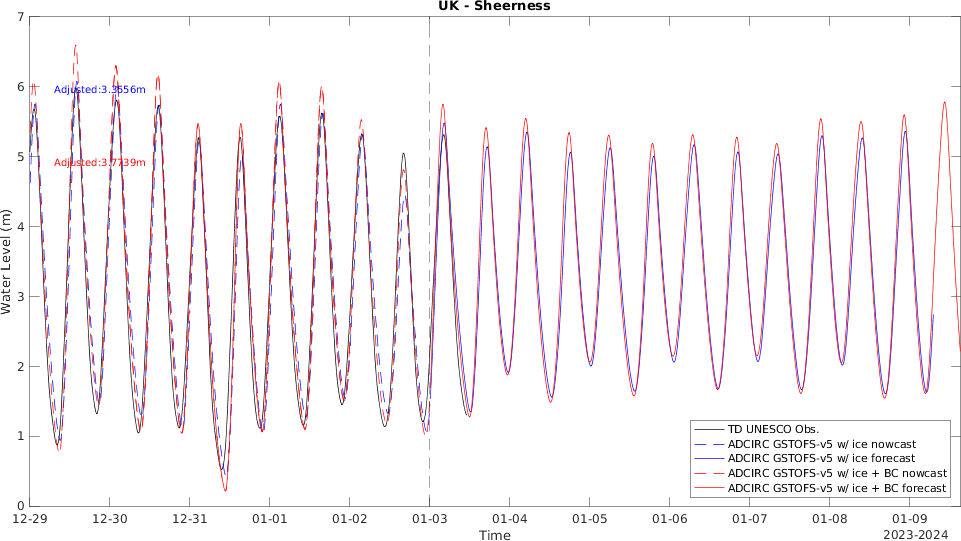 UK - Sheerness
7
6
5
4
3
2
1
0
Water Level (m)
Adjusted:3.3556m
Adjusted:3.7739m
TD UNESCO Obs.
ADCIRC GSTOFS-v5 w/ ice nowcast
ADCIRC GSTOFS-v5 w/ ice forecast
ADCIRC GSTOFS-v5 w/ ice + BC nowcast
ADCIRC GSTOFS-v5 w/ ice + BC forecast
12-29 12-30 12-31 01-01 01-02 01-03 01-04 01-05 01-06 01-07 01-08 01-09
Time
2023-2024